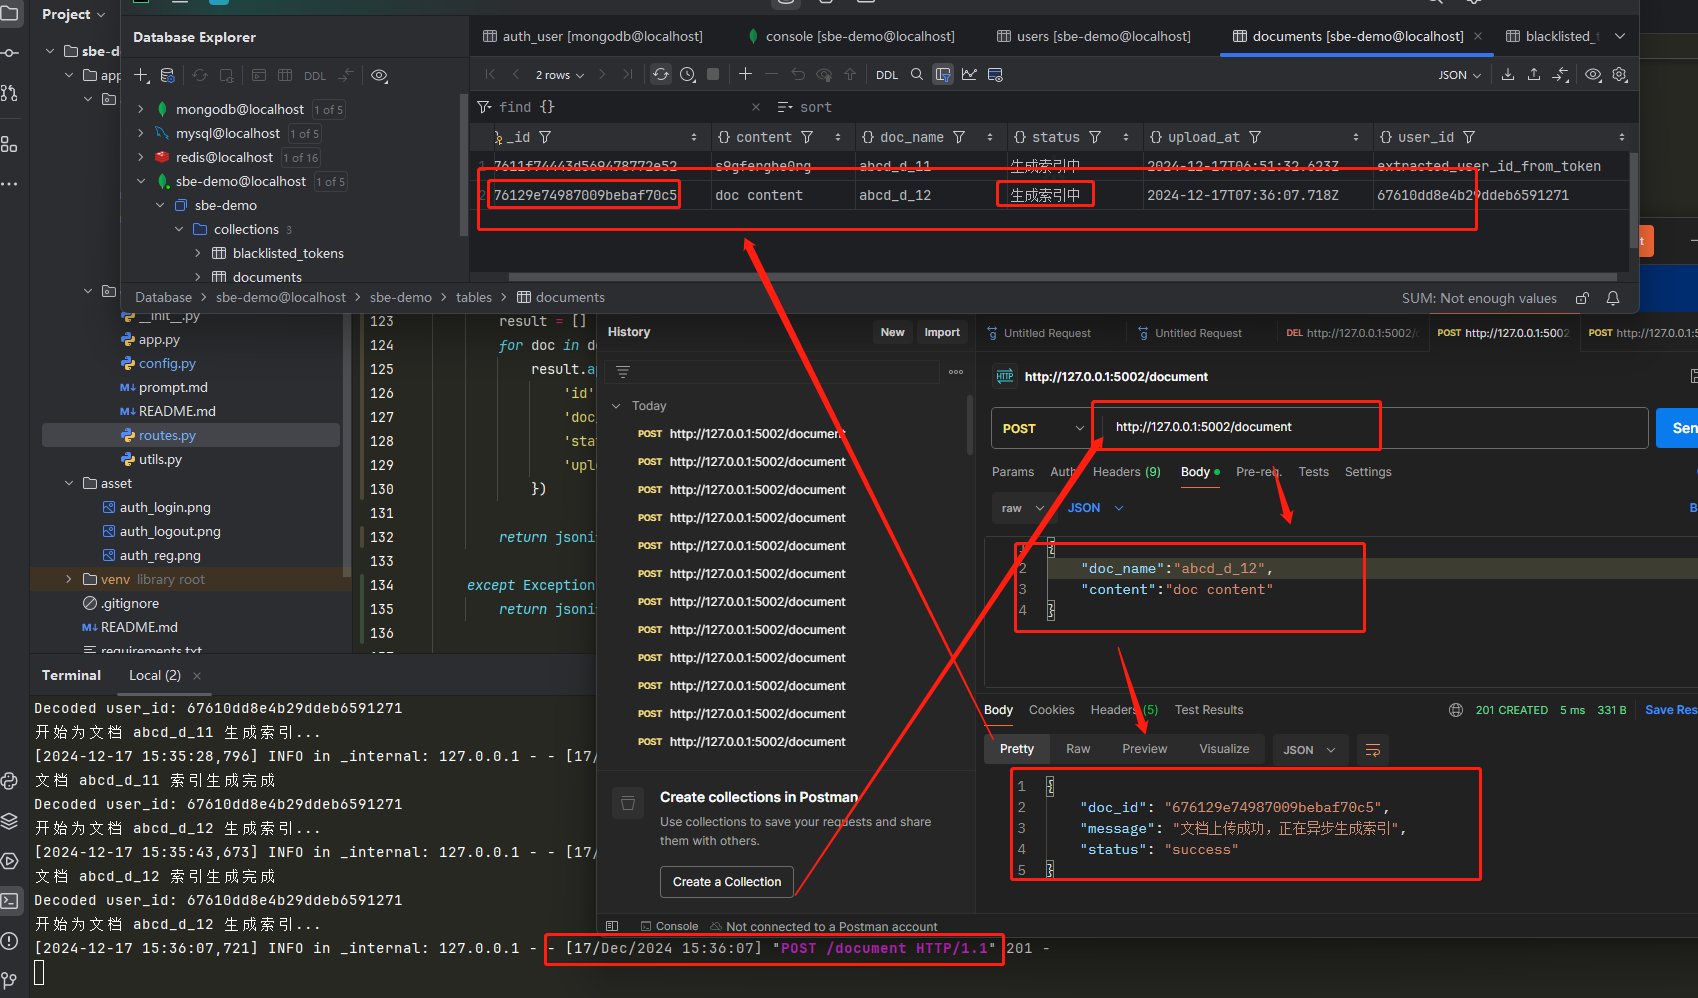 Project
sbe-d
app
__init__.py
app.py
config.py
prompt.md
README.md
routes.py
utils.py
asset
auth_login.png
auth_logout.png
auth_reg.png
venv library root
.gitignore
README.md
requirements.txt
Database Explorer
DDL
mongodb@localhost 1 of 5
mysql@localhost 1 of 5
redis@localhost 1 of 16
sbe-demo@localhost 1 of 5
sbe-demo
collections 3
blacklisted_tokens
documents
auth_user [mongodb@localhost]
console [sbe-demo@localhost]
users [sbe-demo@localhost]
documents [sbe-demo@localhost]
blacklisted_
2 rows
DDL
JSON
find {}
sort
_id
{} content
{} doc_name
{} status
{} upload_at
{} user_id
1 7611f74443d569478772e52 s9gferghe0rg abcd_d_11 生成索引中 2024-12-17T06:51:32.623Z extracted_user_id_from_token
2 76129e74987009bebaf70c5 doc content abcd_d_12 生成索引中 2024-12-17T07:36:07.718Z 67610dd8e4b29ddeb6591271
Database > sbe-demo@localhost > sbe-demo > tables > documents
SUM: Not enough values
123 result = []
124 for doc in d
125 result.a
126 'id'
127 'doc
128 'sta
129 'uplo
130 })
131
132 return jsoni
133
134 except Exception
135 return jsoni
136
History
New
Import
Today
POST http://127.0.0.1:5002/document
POST http://127.0.0.1:5002/document
POST http://127.0.0.1:5002/document
POST http://127.0.0.1:5002/document
POST http://127.0.0.1:5002/document
POST http://127.0.0.1:5002/document
POST http://127.0.0.1:5002/document
POST http://127.0.0.1:5002/document
POST http://127.0.0.1:5002/document
POST http://127.0.0.1:5002/document
POST http://127.0.0.1:5002/document
POST http://127.0.0.1:5002/document
Create collections in Postman
Use collections to save your requests and share
them with others.
Create a Collection
Console
Not connected to a Postman account
Untitled Request
Untitled Request
DEL http://127.0.0.1:5002/
POST http://127.0.0.1:5002
POST http://127.0.0.1:5
HTTP http://127.0.0.1:5002/document
POST
http://127.0.0.1:5002/document
Sen
Params
Auth
Headers (9)
Body
Pre-req.
Tests
Settings
raw
JSON
B
1 {
2 "doc_name":"abcd_d_12",
3 "content":"doc content"
4 }
Body
Cookies
Headers (5)
Test Results
201 CREATED
5 ms
331 B
Save Res
Pretty
Raw
Preview
Visualize
JSON
1 {
2 "doc_id": "676129e74987009bebaf70c5",
3 "message": "文档上传成功，正在异步生成索引",
4 "status": "success"
5 }
Terminal
Local (2)
Decoded user_id: 67610dd8e4b29ddeb6591271
开始为文档 abcd_d_11 生成索引...
[2024-12-17 15:35:28,796] INFO in _internal: 127.0.0.1 - - [17/
文档 abcd_d_11 索引生成完成
Decoded user_id: 67610dd8e4b29ddeb6591271
开始为文档 abcd_d_12 生成索引...
[2024-12-17 15:35:43,673] INFO in _internal: 127.0.0.1 - - [17/
文档 abcd_d_12 索引生成完成
Decoded user_id: 67610dd8e4b29ddeb6591271
开始为文档 abcd_d_12 生成索引...
[2024-12-17 15:36:07,721] INFO in _internal: 127.0.0.1 - - [17/Dec/2024 15:36:07] "POST /document HTTP/1.1" 201 -